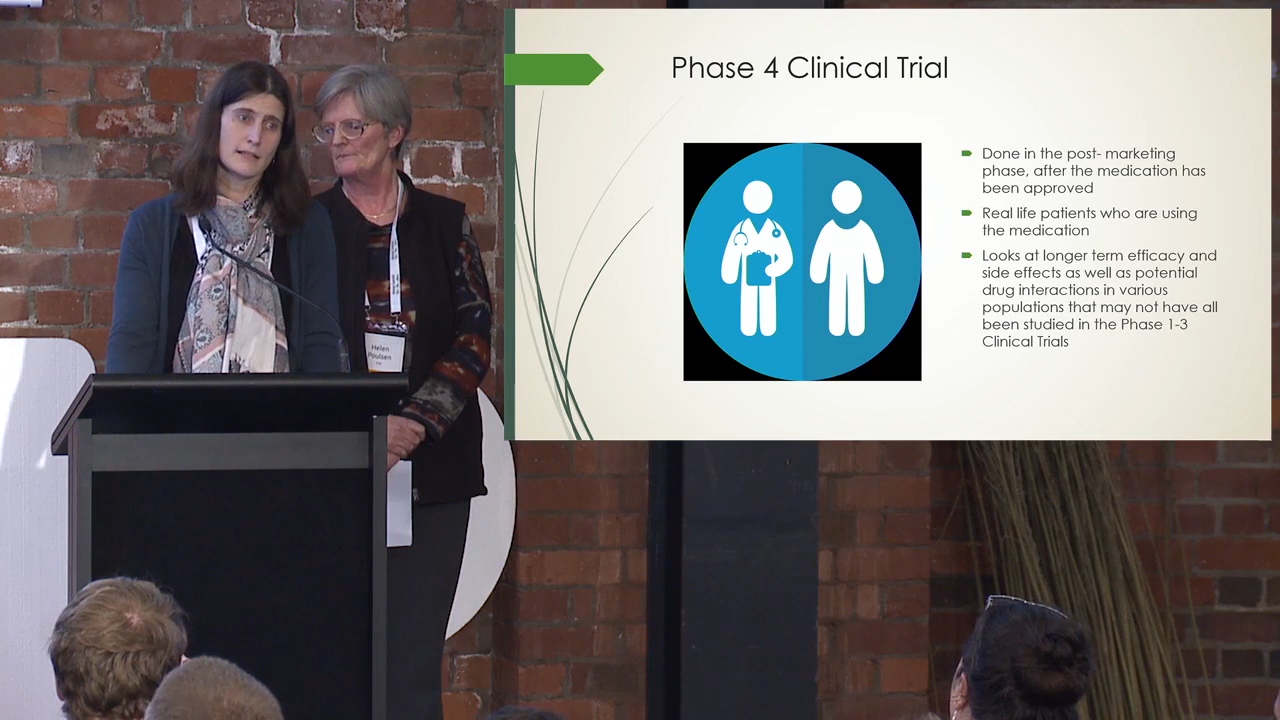 Phase 4 Clinical Trial
Done in the post- marketing
phase, after the medication has
been approved
Real life patients who are using
the medication
Looks at longer term efficacy and
side effects as well as potential
drug interactions in various
populations that may not have all
been studied in the Phase 1-3
Clinical Trials
Helen
Poulsen